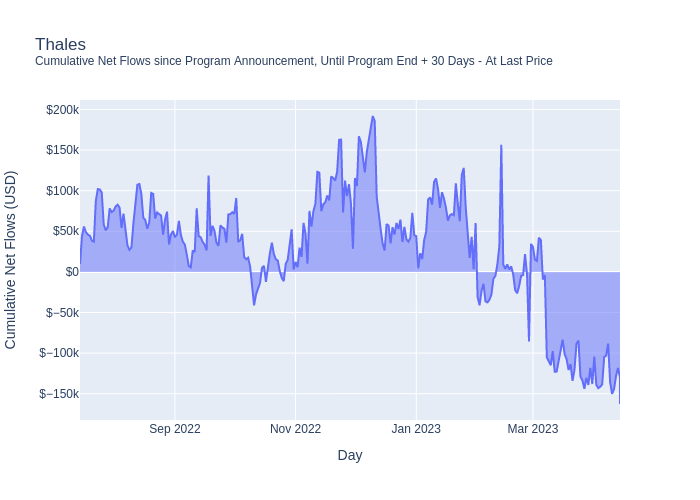 Thales
Cumulative Net Flows since Program Announcement, Until Program End + 30 Days - At Last Price
Cumulative Net Flows (USD)
$200k
$150k
$100k
$50k
$0
$−50k
$−100k
$−150k
Sep 2022
Nov 2022
Jan 2023
Mar 2023
Day